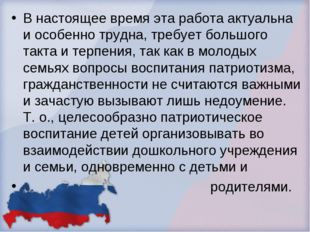 • В настоящее время эта работа актуальна
и особенно трудна, требует большого
такта и терпения, так как в молодых
семьях вопросы воспитания патриотизма,
гражданственности не считаются важными
и зачастую вызывают лишь недоумение.
Т. о., целесообразно патриотическое
воспитание детей организовывать во
взаимодействии дошкольного учреждения
и семьи, одновременно с детьми и
• родителями.